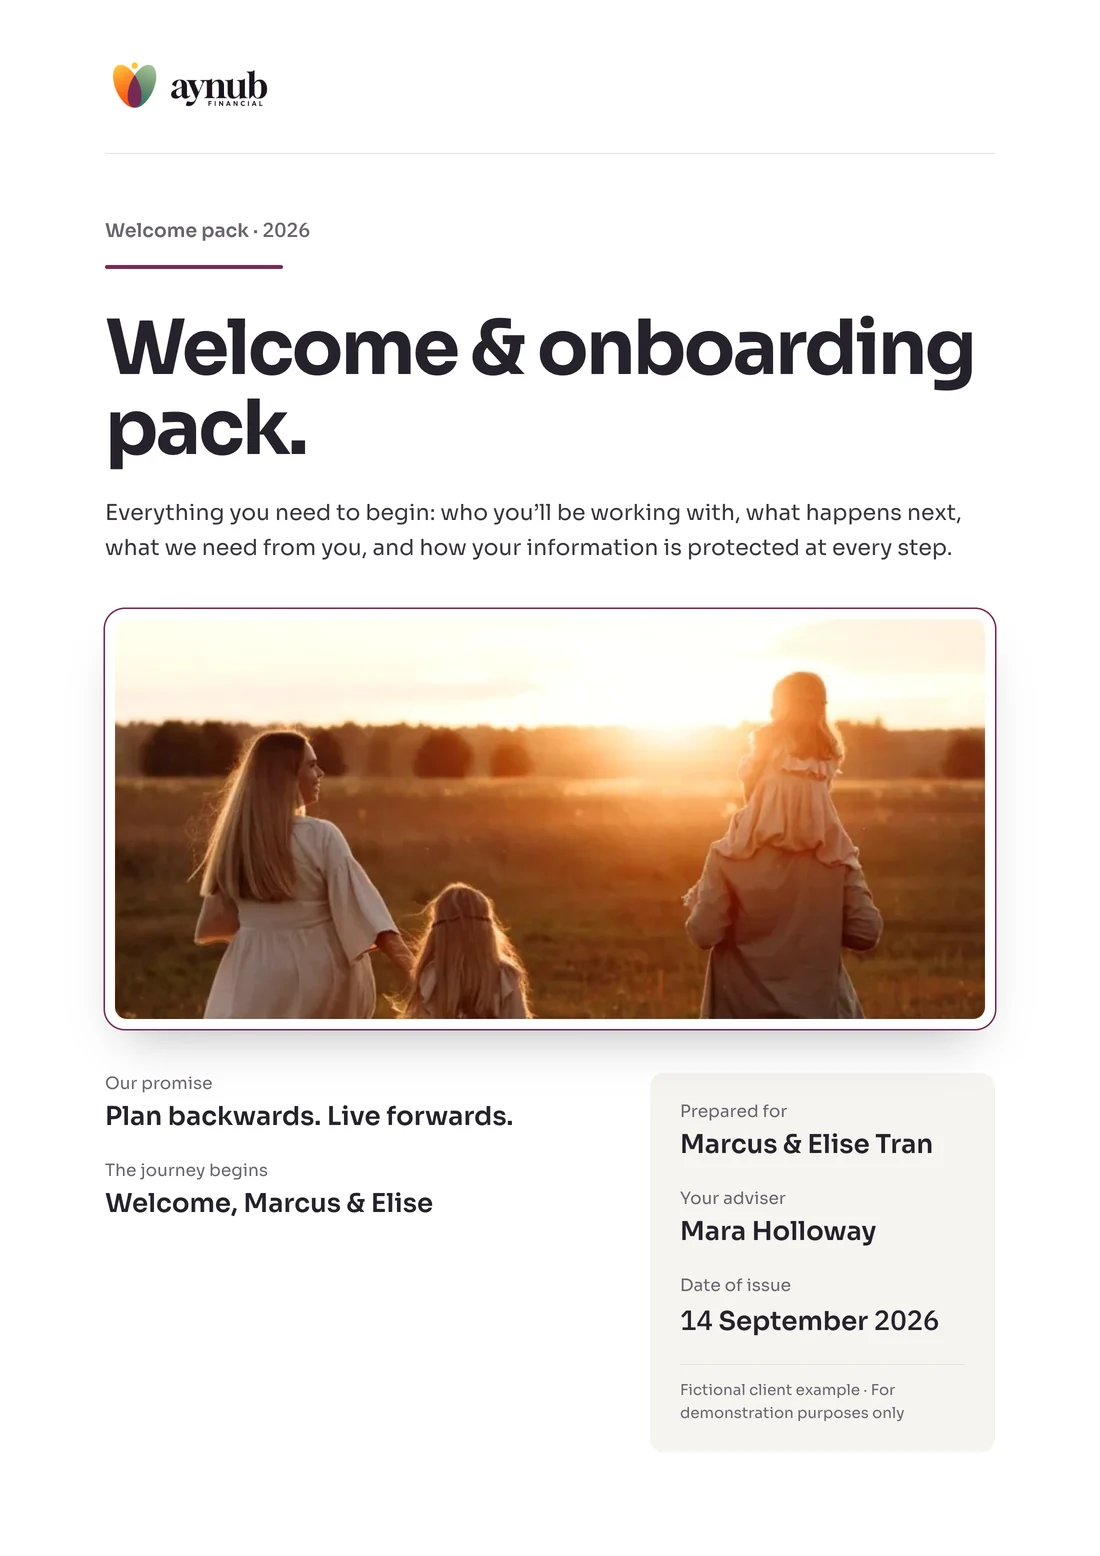 aynub
FINANCIAL
Welcome pack · 2026
Welcome & onboarding
pack.
Everything you need to begin: who you’ll be working with, what happens next,
what we need from you, and how your information is protected at every step.
Our promise
Plan backwards. Live forwards.
The journey begins
Welcome, Marcus & Elise
Prepared for
Marcus & Elise Tran
Your adviser
Mara Holloway
Date of issue
14 September 2026
Fictional client example · For
demonstration purposes only